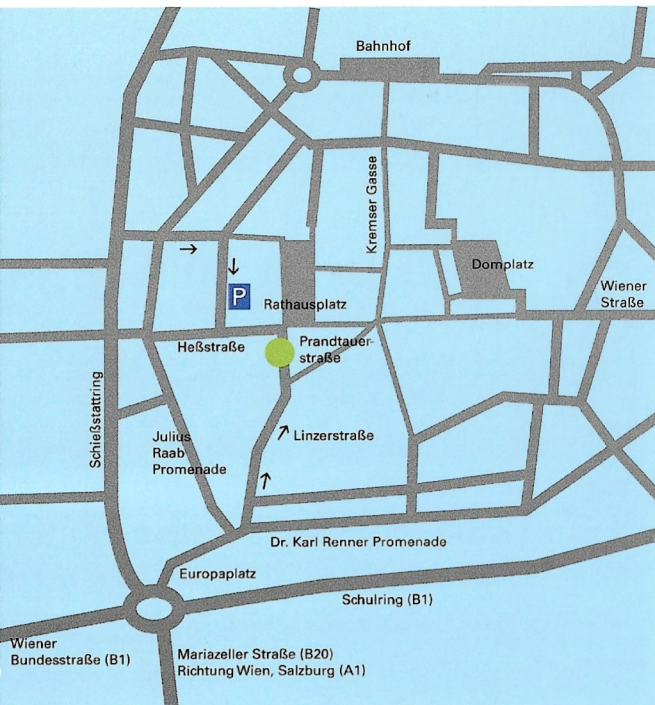 Bahnhof
Kremser Gasse
Domplatz
Wiener
Straße
P
Rathausplatz
Heßstraße
Prandtauer-
straße
Schießstattring
Julius
Raab
Promenade
Linzerstraße
Dr. Karl Renner Promenade
Europaplatz
Schulring (B1)
Wiener
Bundesstraße (B1)
Mariazeller Straße (B20)
Richtung Wien, Salzburg (A1)